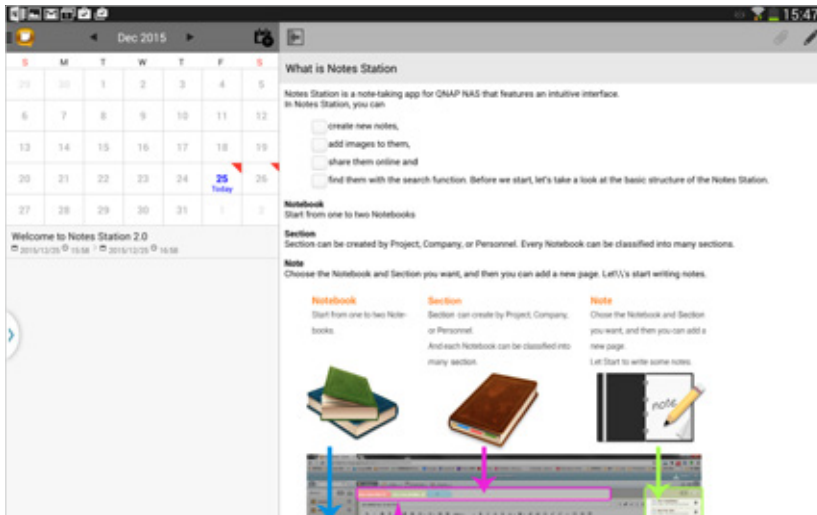 15:47
Dec 2015
S M T W T F S
29 30 1 2 3 4 5
6 7 8 9 10 11 12
13 14 15 16 17 18 19
20 21 22 23 24 25 26
Today
27 28 29 30 31 1 2
Welcome to Notes Station 2.0
2015/12/25 15:58 2015/12/25 16:58
What is Notes Station
Notes Station is a note-taking app for QNAP NAS that features an intuitive interface.
In Notes Station, you can
create new notes,
add images to them,
share them online and
find them with the search function. Before we start, let's take a look at the basic structure of the Notes Station.
Notebook
Start from one to two Notebooks
Section
Section can be created by Project, Company, or Personnel. Every Notebook can be classified into many sections.
Note
Choose the Notebook and Section you want, and then you can add a new page. Let\\'s start writing notes.
Notebook
Start from one to two Note-
books.
Section
Section can create by Project, Company,
or Personnel.
And each Notebook can be classified into
many section.
Note
Chose the Notebook and Section
you want, and then you can add a
new page.
Let Start to write some notes.
note